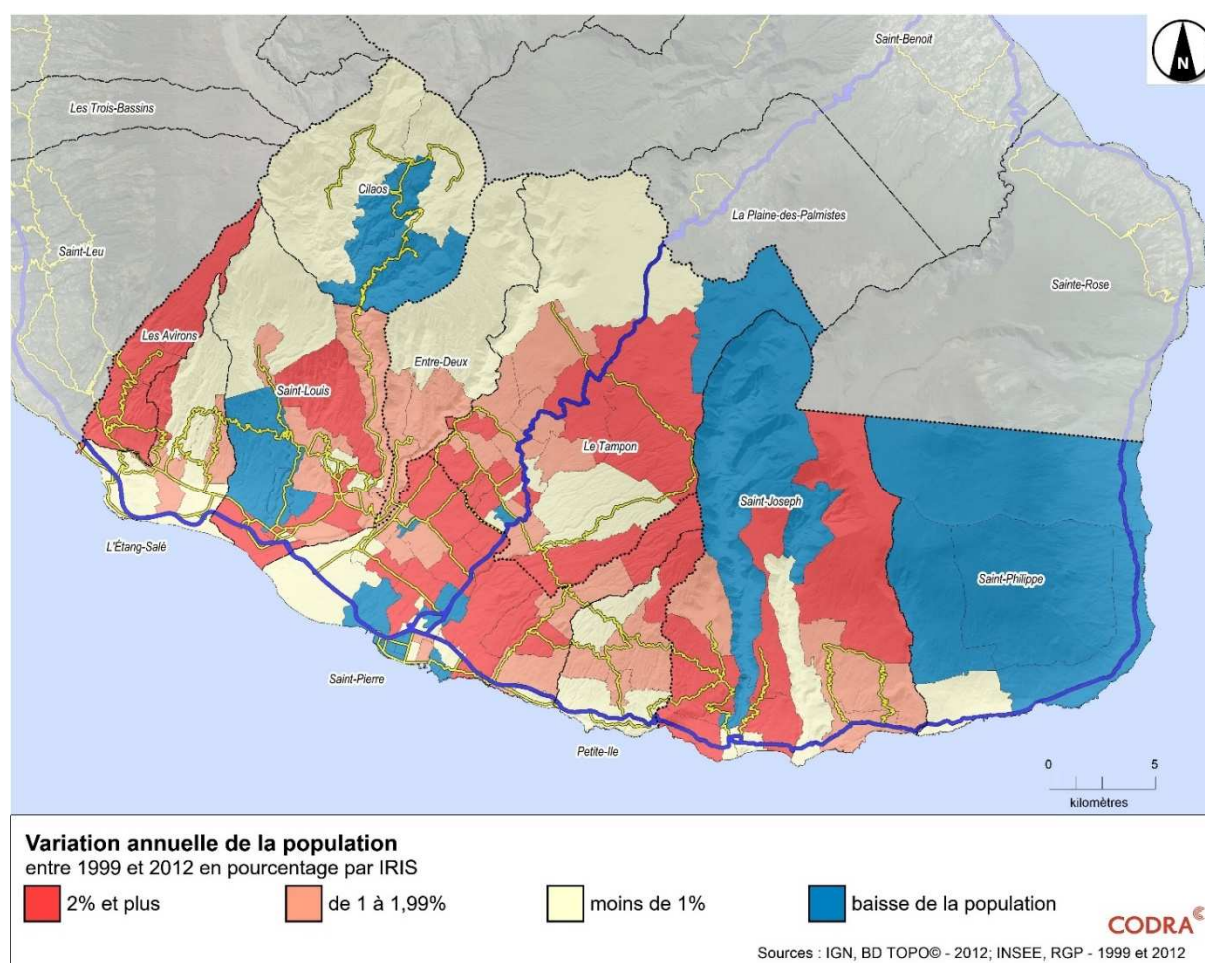 Saint-Benoit
N
Les Trois-Bassins
Cilaos
La Plaine-des-Palmistes
Saint-Leu
Sainte-Rose
Les Avirons
Entre-Deux
Saint-Louis
Le Tampon
Saint-Joseph
L'Étang-Salé
Saint-Philippe
Saint-Pierre
Petite-Ile
0 5
kilomètres
Variation annuelle de la population
entre 1999 et 2012 en pourcentage par IRIS
2% et plus de 1 à 1,99% moins de 1% baisse de la population
CODRA
Sources : IGN, BD TOPO© - 2012; INSEE, RGP - 1999 et 2012